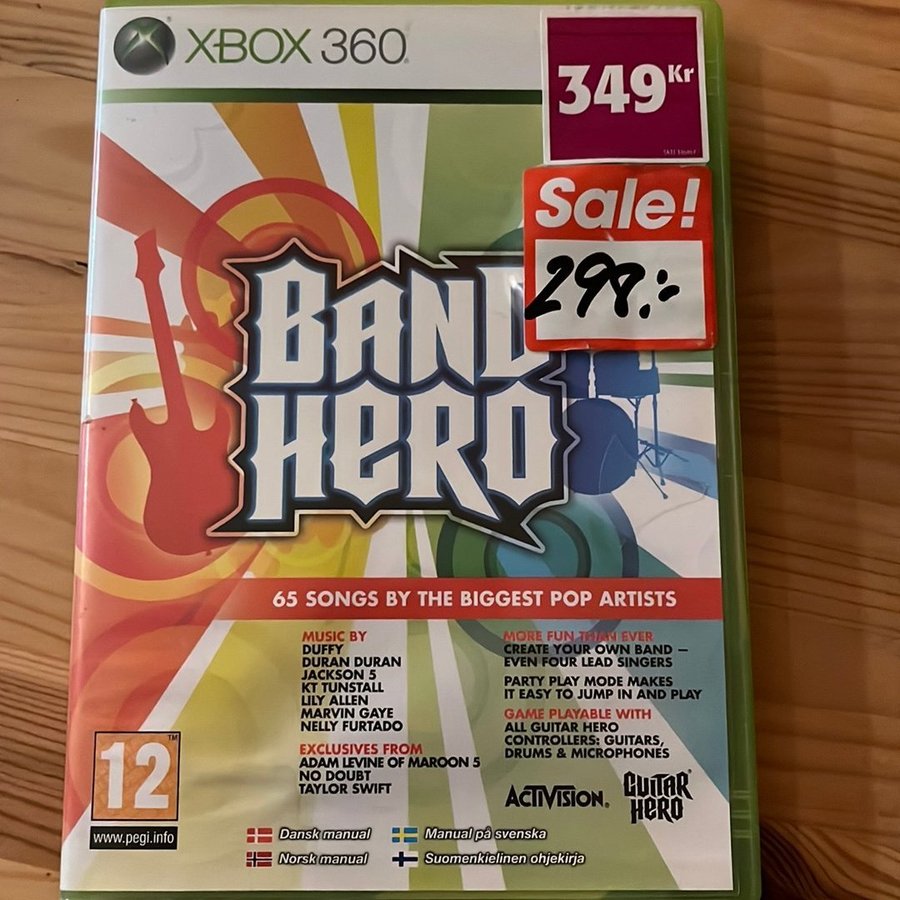 XBOX 360
349 Kr
Sale!
298:-
BAND
HERO
65 SONGS BY THE BIGGEST POP ARTISTS
MUSIC BY
DUFFY
DURAN DURAN
JACKSON 5
KT TUNSTALL
LILY ALLEN
MARVIN GAYE
NELLY FURTADO
EXCLUSIVES FROM
ADAM LEVINE OF MAROON 5
NO DOUBT
TAYLOR SWIFT
MORE FUN THAN EVER
CREATE YOUR OWN BAND –
EVEN FOUR LEAD SINGERS
PARTY PLAY MODE MAKES
IT EASY TO JUMP IN AND PLAY
GAME PLAYABLE WITH
ALL GUITAR HERO
CONTROLLERS: GUITARS,
DRUMS & MICROPHONES
12 ™
www.pegi.info
ACTIVISION.
GUITAR
HERO
Dansk manual
Manual på svenska
Norsk manual
Suomenkielinen ohjekirja